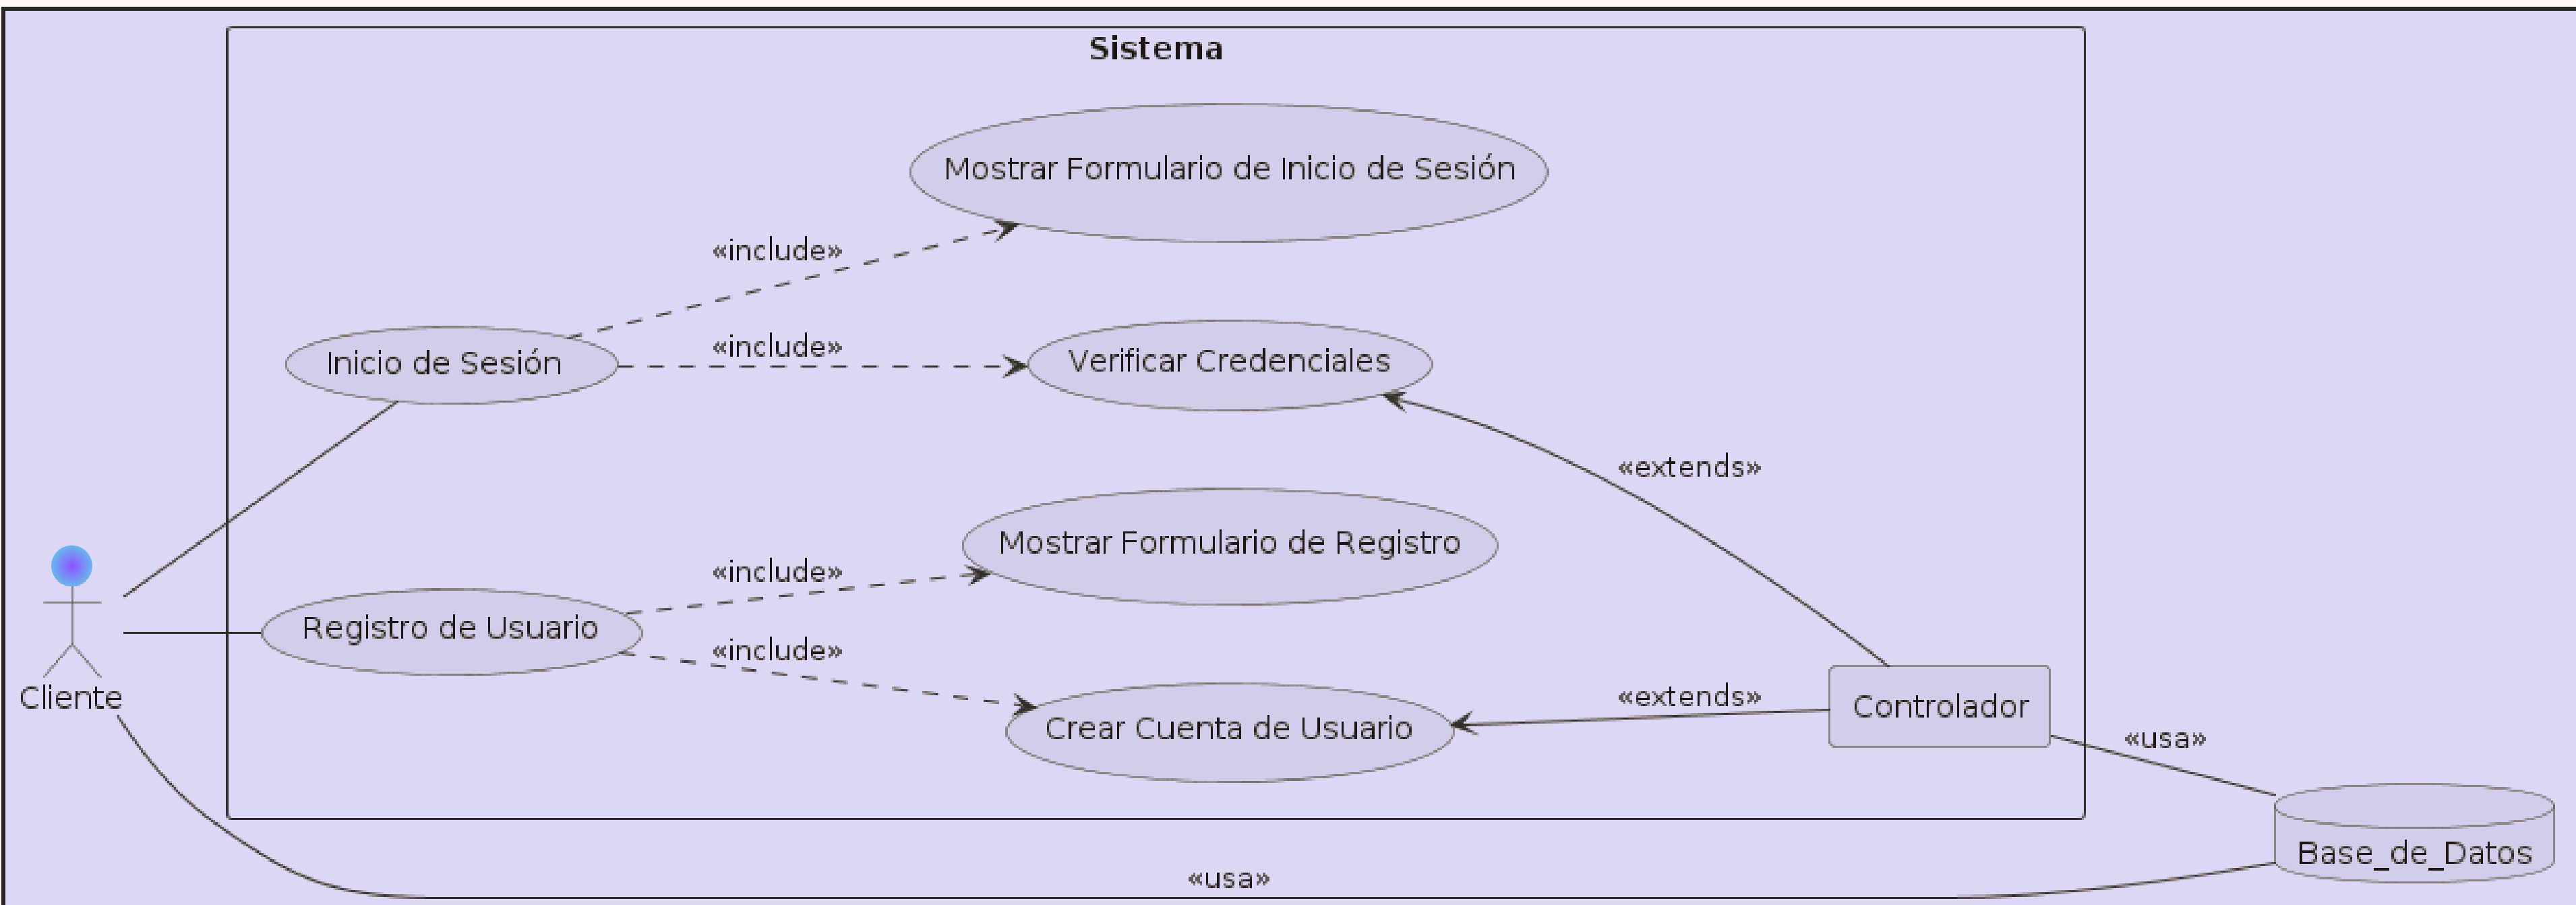 Sistema
Mostrar Formulario de Inicio de Sesión
«include»
«include»
Inicio de Sesión
Verificar Credenciales
«extends»
Mostrar Formulario de Registro
«include»
Registro de Usuario
«include»
Cliente
Crear Cuenta de Usuario
«extends»
Controlador
«usa»
Base_de_Datos
«usa»